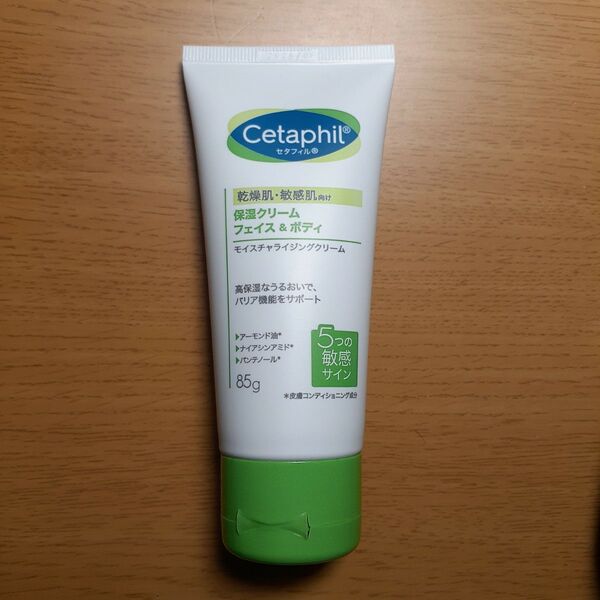 Cetaphil®
セタフィル®
乾燥肌・敏感肌向け
保湿クリーム
フェイス & ボディ
モイスチャライジングクリーム
高保湿なうるおいで、
バリア機能をサポート
▶アーモンド油*
▶ナイアシンアミド*
▶パンテノール*
85g
5つの
敏感
サイン
*皮膚コンディショニング成分